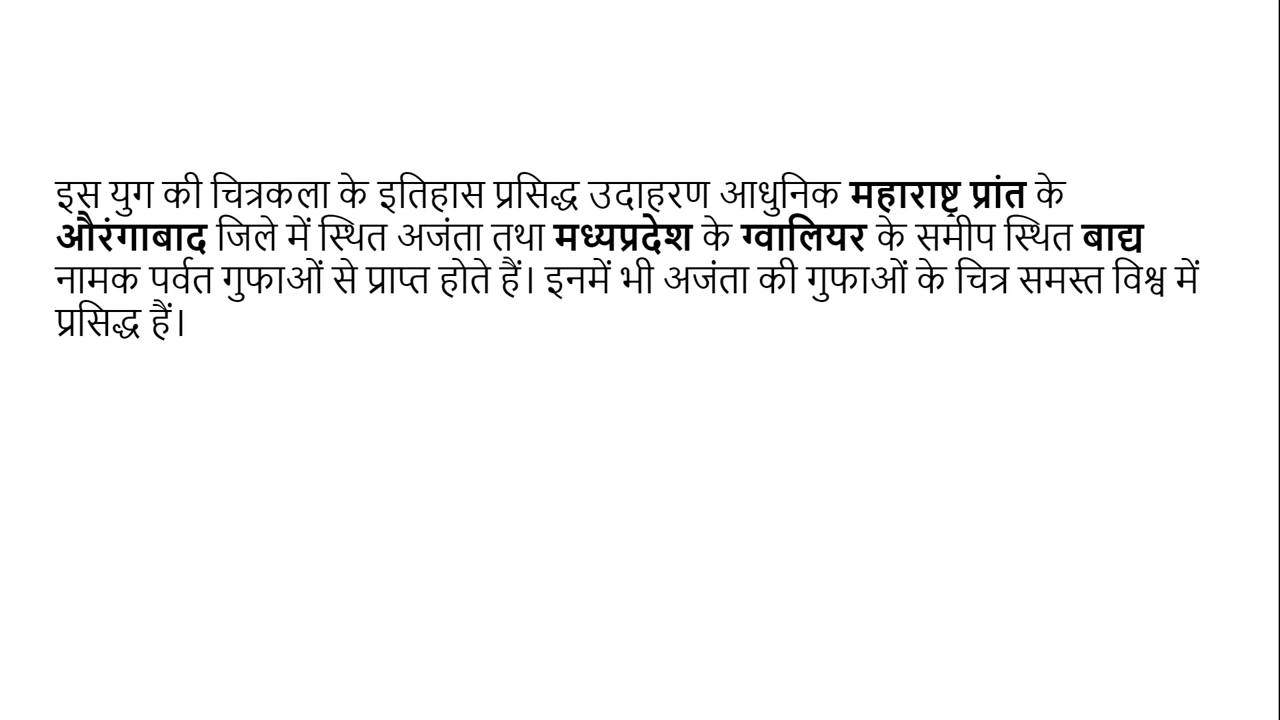 इस युग की चित्रकला के इतिहास प्रसिद्ध उदाहरण आधुनिक महाराष्ट्र प्रांत के
औरंगाबाद जिले में स्थित अजंता तथा मध्यप्रदेश के ग्वालियर के समीप स्थित बाद्य
नामक पर्वत गुफाओं से प्राप्त होते हैं। इनमें भी अजंता की गुफाओं के चित्र समस्त विश्व में
प्रसिद्ध हैं।